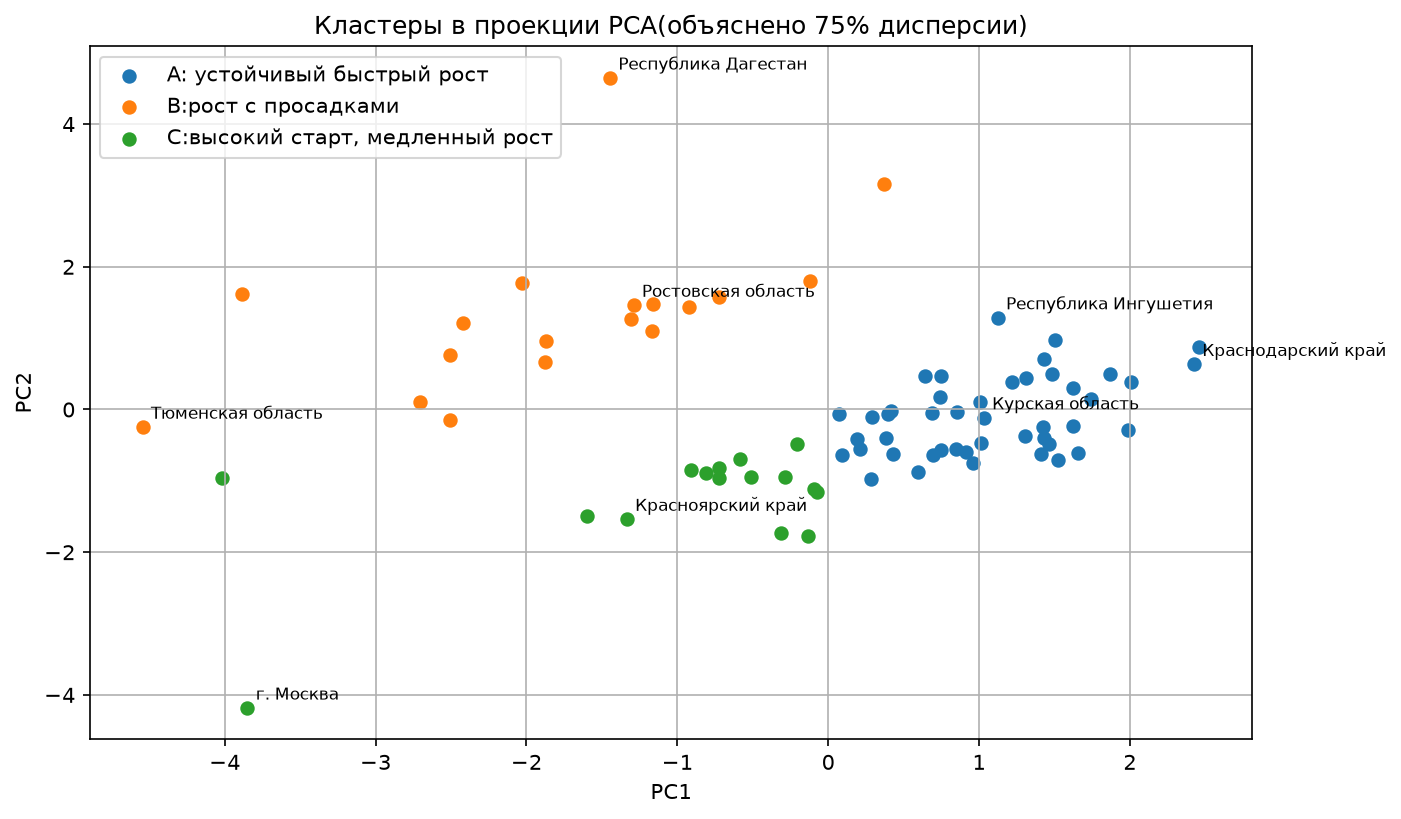 Кластеры в проекции PCA(объяснено 75% дисперсии)
A: устойчивый быстрый рост
B:рост с просадками
C:высокий старт, медленный рост
Республика Дагестан
Ростовская область
Республика Ингушетия
Краснодарский край
Курская область
Тюменская область
Красноярский край
г. Москва
PC2
4
2
0
−2
−4
−4
−3
−2
−1
0
1
2
PC1